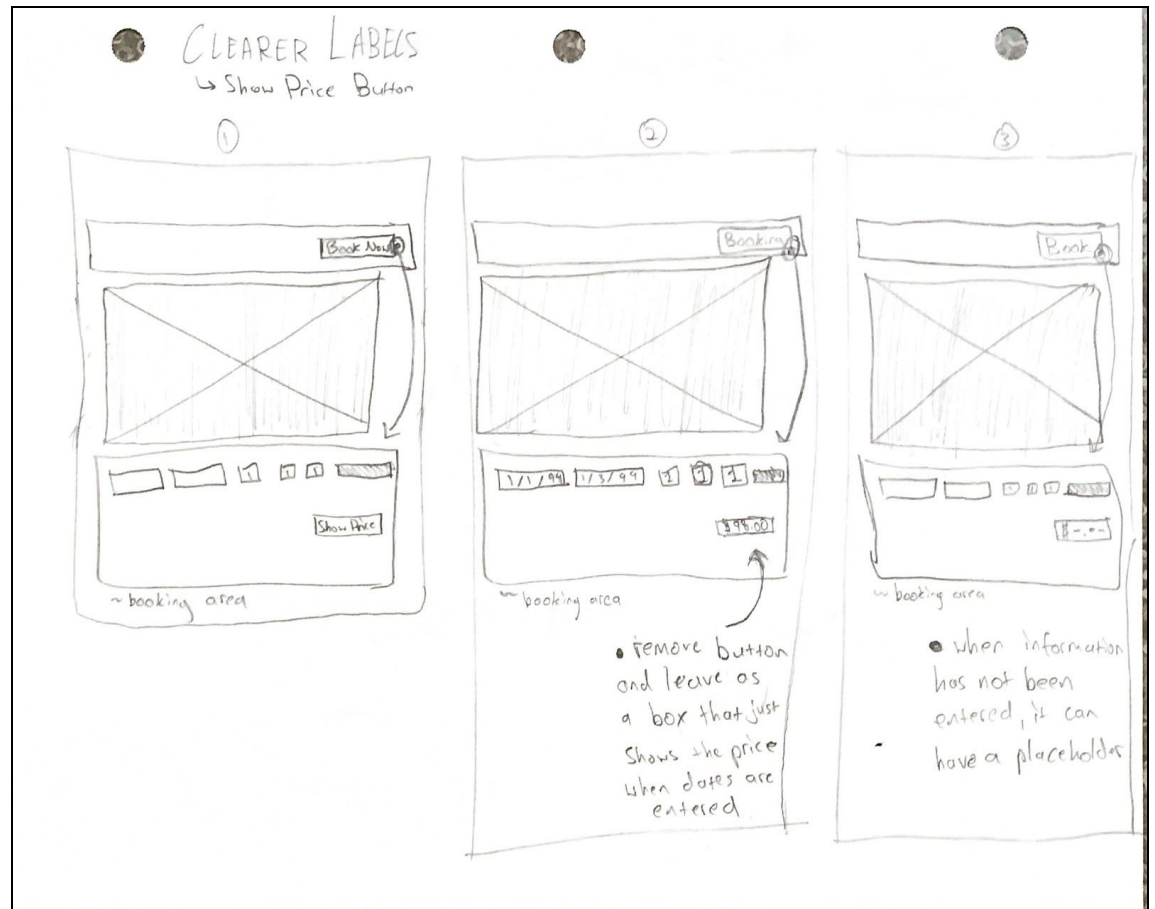 CLEARER LABELS
↳ Show Price Button
1
Book Now
1 1 1
Show Price
~ booking area
2
Booking
1/1/99 1/3/99 1 1 1
$98.00
~ booking area
• remove button
and leave as
a box that just
shows the price
when dates are
entered
3
Book
$ -.--
~ booking area
• when information
has not been
entered, it can
have a placeholder